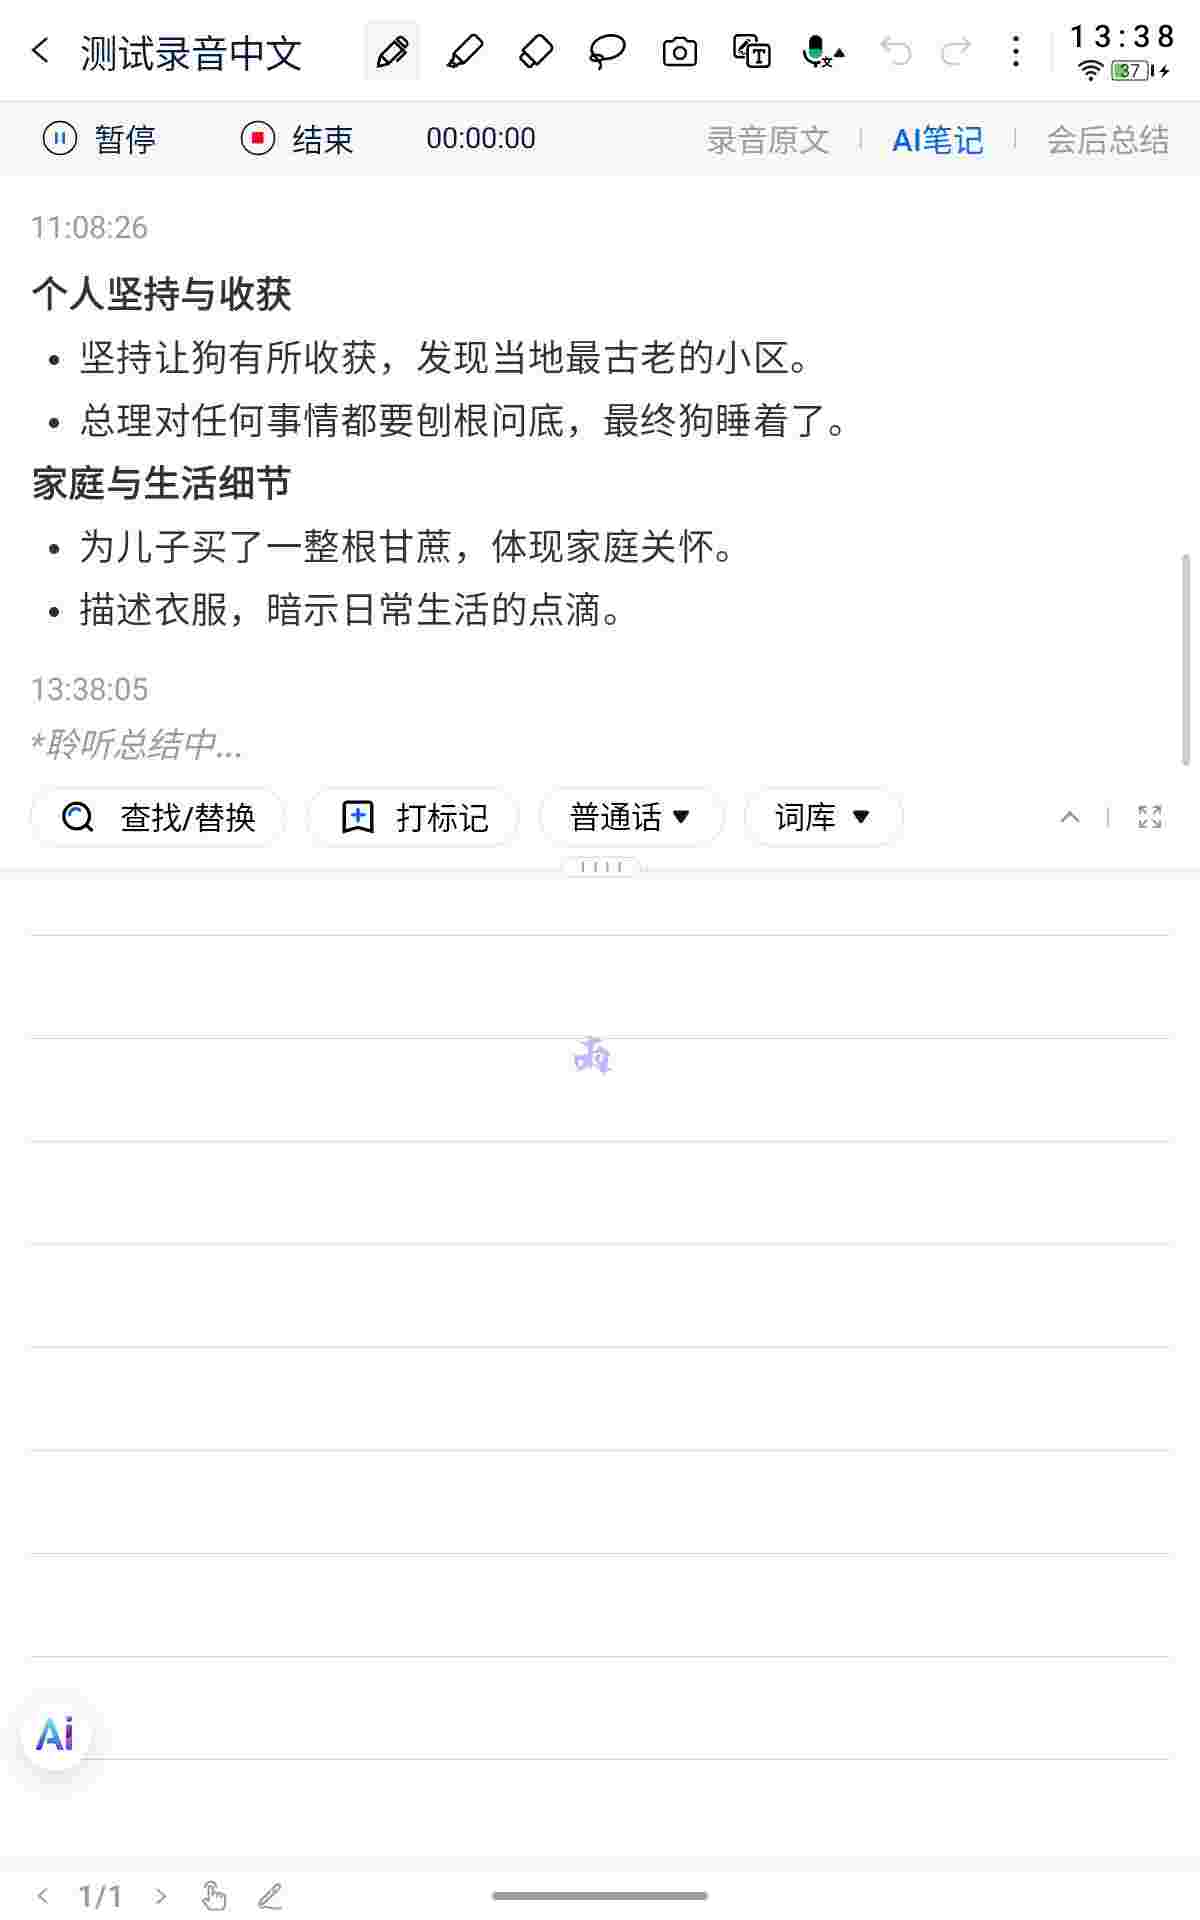 测试录音中文
13:38
37
暂停 结束 00:00:00 录音原文 AI笔记 会后总结
11:08:26
个人坚持与收获
• 坚持让狗有所收获，发现当地最古老的小区。
• 总理对任何事情都要刨根问底，最终狗睡着了。
家庭与生活细节
• 为儿子买了一整根甘蔗，体现家庭关怀。
• 描述衣服，暗示日常生活的点滴。
13:38:05
*聆听总结中...
查找/替换 打标记 普通话 词库
Ai
1/1